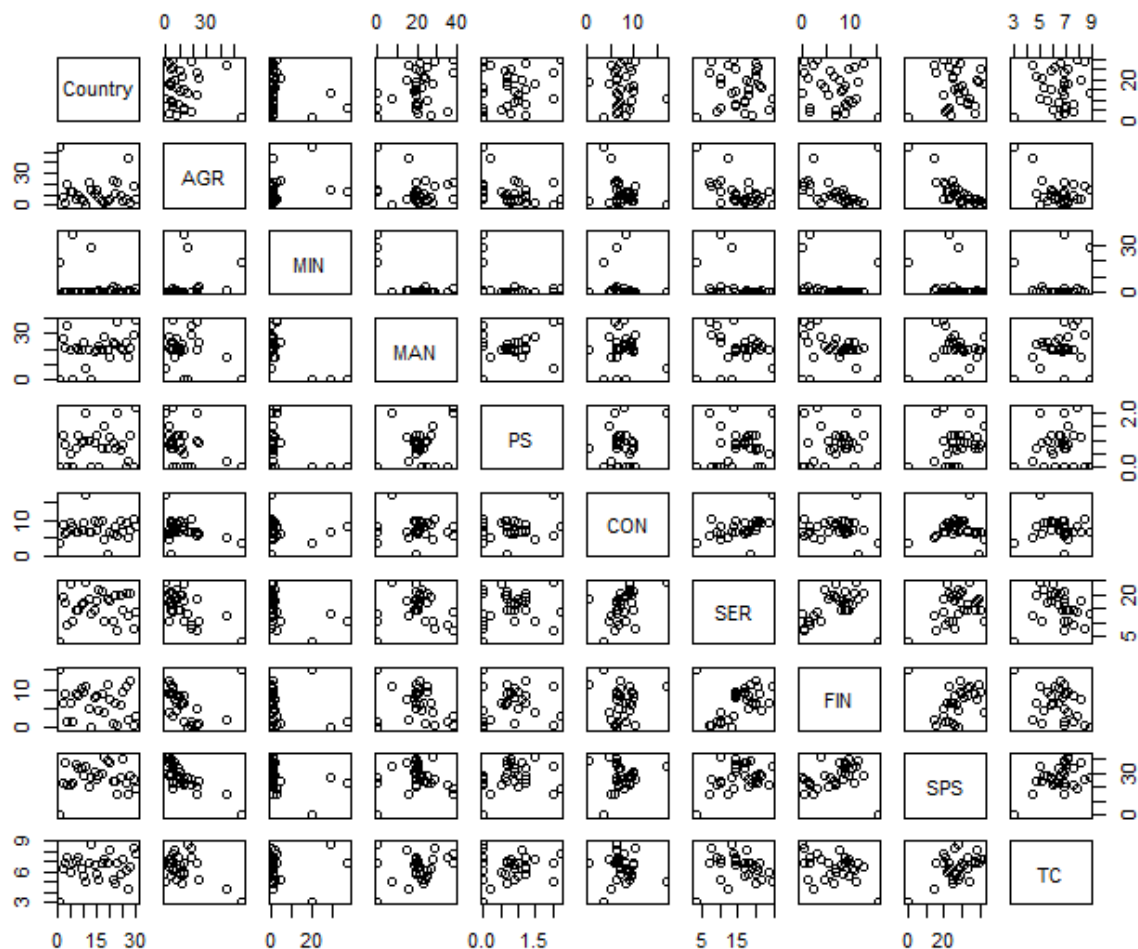 0 30 0 20 40 0 10 0 10 3 5 7 9
Country 0 20
0 30 AGR
MIN 0 30
0 30 MAN
PS 0.0 2.0
0 10 CON
5 20 SER
0 10 FIN
SPS 0 30
3 6 9 TC
0 15 30 0 20 0.0 1.5 5 15 0 20